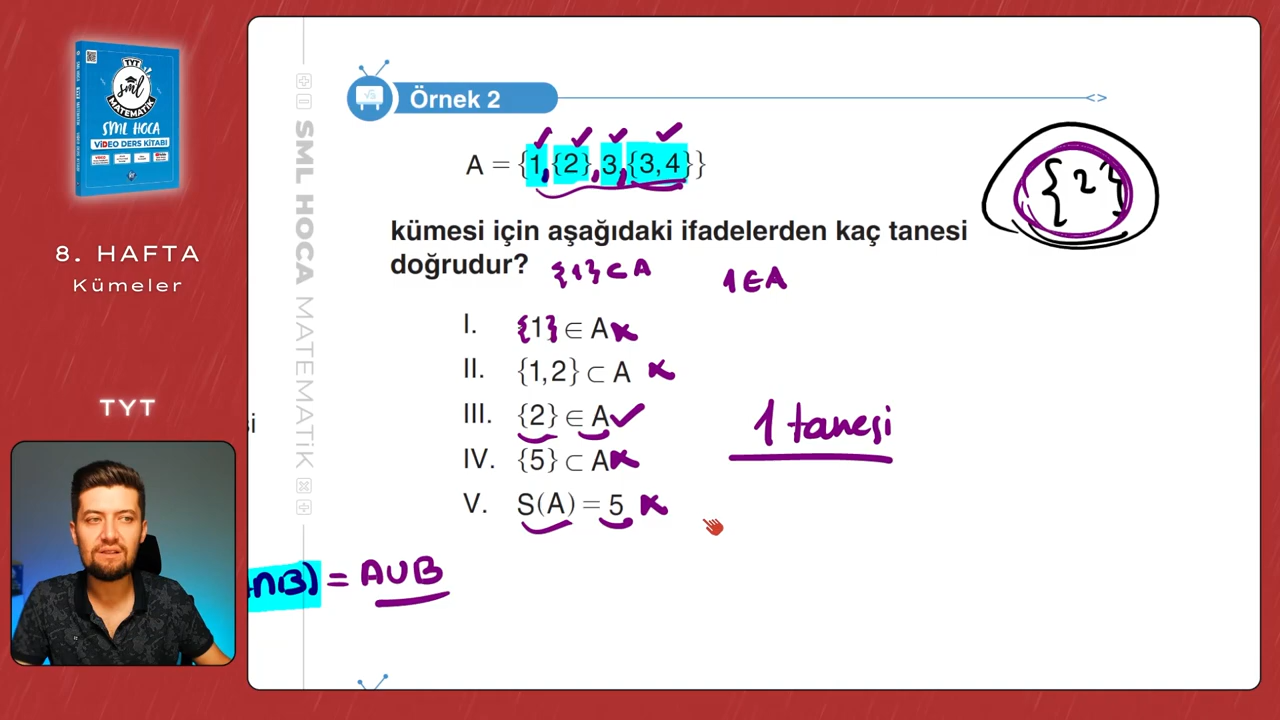 TYT
sml
MATEMATİK
SML HOCA
VİDEO DERS KİTABI
8. HAFTA
Kümeler
TYT
SML HOCA MATEMATİK
Örnek 2
A = {1,{2},3,{3,4}}
{2}
kümesi için aşağıdaki ifadelerden kaç tanesi
doğrudur?
{1} ⊂ A 1 ∈ A
I. {1} ∈ A
II. {1,2} ⊂ A
III. {2} ∈ A ✓
IV. {5} ⊂ A
V. S(A) = 5
1 tanesi
∩B) = A∪B